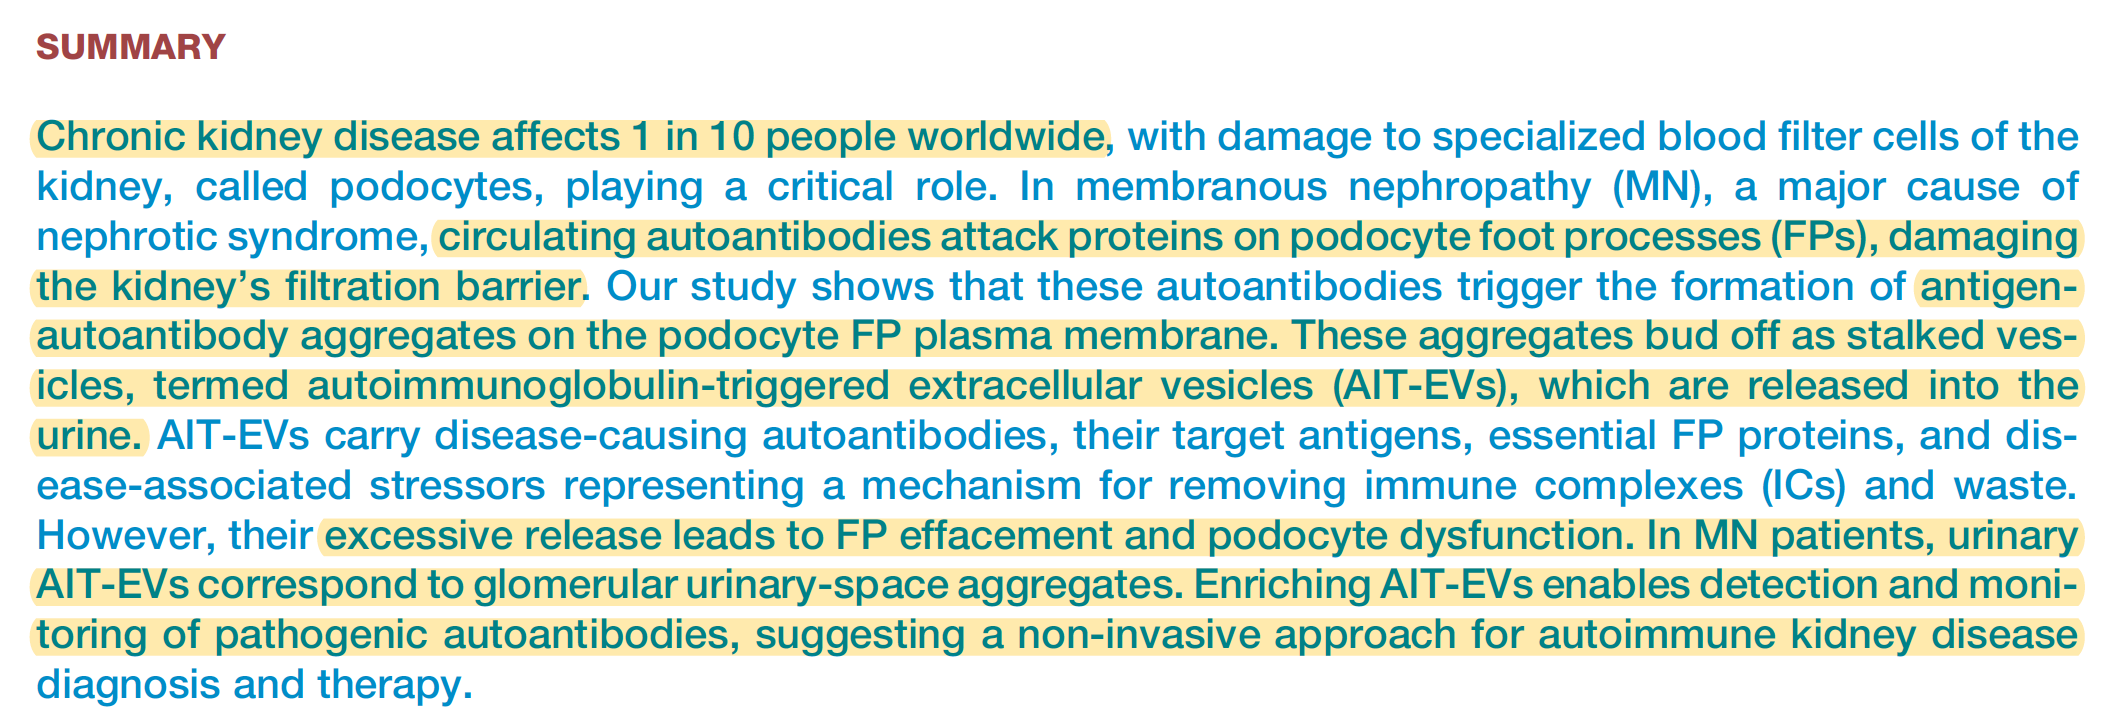 SUMMARY
Chronic kidney disease affects 1 in 10 people worldwide, with damage to specialized blood filter cells of the
kidney, called podocytes, playing a critical role. In membranous nephropathy (MN), a major cause of
nephrotic syndrome, circulating autoantibodies attack proteins on podocyte foot processes (FPs), damaging
the kidney’s filtration barrier. Our study shows that these autoantibodies trigger the formation of antigen-
autoantibody aggregates on the podocyte FP plasma membrane. These aggregates bud off as stalked ves-
icles, termed autoimmunoglobulin-triggered extracellular vesicles (AIT-EVs), which are released into the
urine. AIT-EVs carry disease-causing autoantibodies, their target antigens, essential FP proteins, and dis-
ease-associated stressors representing a mechanism for removing immune complexes (ICs) and waste.
However, their excessive release leads to FP effacement and podocyte dysfunction. In MN patients, urinary
AIT-EVs correspond to glomerular urinary-space aggregates. Enriching AIT-EVs enables detection and moni-
toring of pathogenic autoantibodies, suggesting a non-invasive approach for autoimmune kidney disease
diagnosis and therapy.